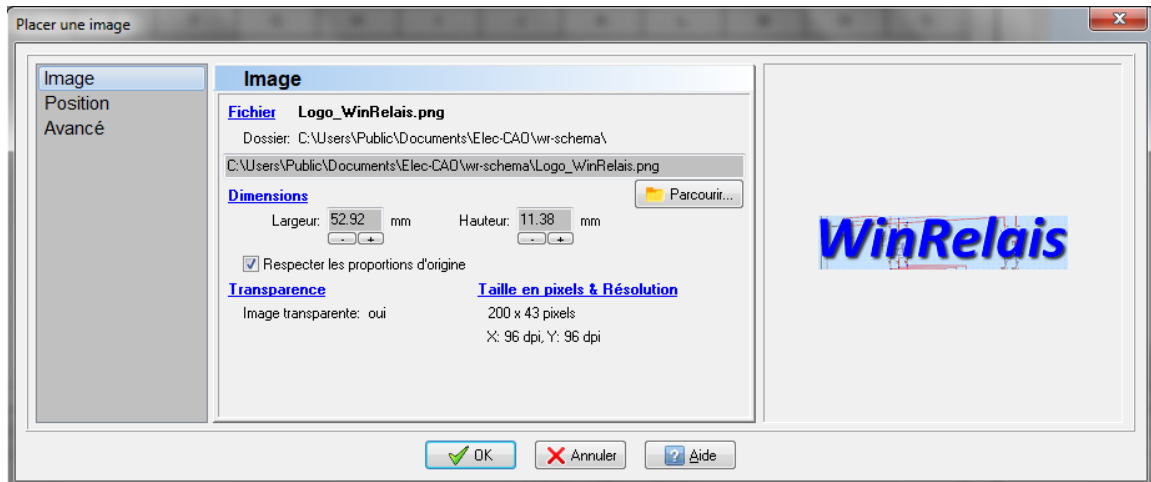 Placer une image
Image
Position
Avancé
Image
Fichier Logo_WinRelais.png
Dossier: C:\Users\Public\Documents\Elec-CAO\wr-schema\
C:\Users\Public\Documents\Elec-CAO\wr-schema\Logo_WinRelais.png
Dimensions
Parcourir...
Largeur: 52.92 mm Hauteur: 11.38 mm
- + - +
Respecter les proportions d'origine
Transparence Taille en pixels & Résolution
Image transparente: oui 200 x 43 pixels
X: 96 dpi, Y: 96 dpi
WinRelais
OK Annuler Aide